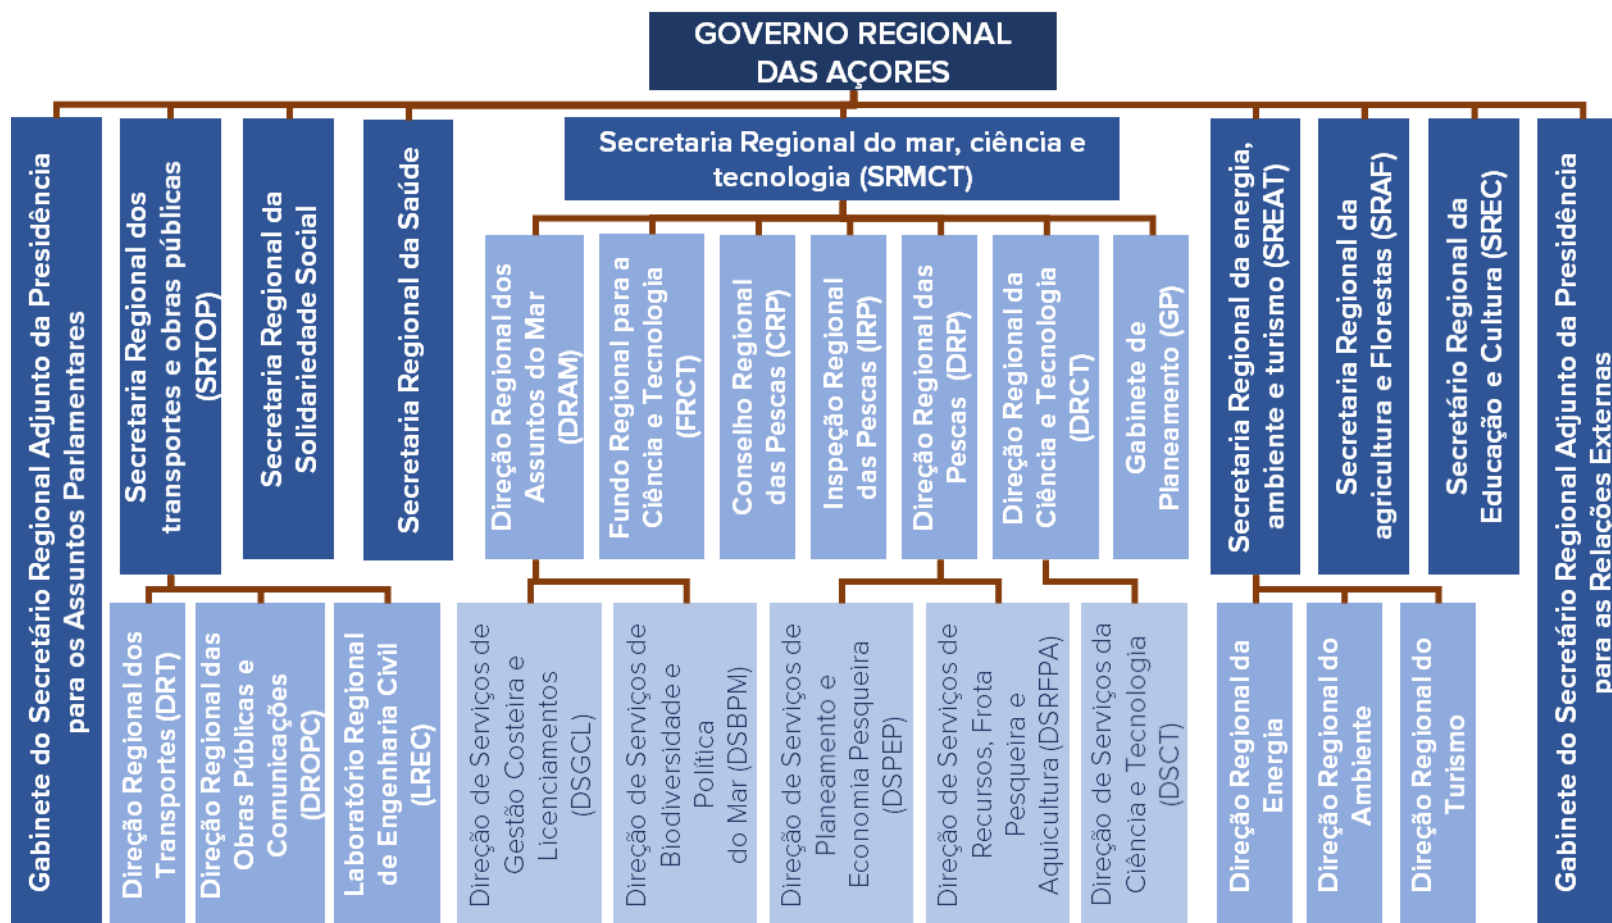 GOVERNO REGIONAL
DAS AÇORES
Gabinete do Secretário Regional Adjunto da Presidência
para os Assuntos Parlamentares
Secretaria Regional dos
transportes e obras públicas
(SRTOP)
Secretaria Regional da
Solidariedade Social
Secretaria Regional da Saúde
Secretaria Regional do mar, ciência e
tecnologia (SRMCT)
Secretaria Regional da energia,
ambiente e turismo (SREAT)
Secretaria Regional da
agricultura e Florestas (SRAF)
Secretário Regional da
Educação e Cultura (SREC)
Gabinete do Secretário Regional Adjunto da Presidência
para as Relações Externas
Direção Regional dos
Assuntos do Mar
(DRAM)
Fundo Regional para a
Ciência e Tecnologia
(FRCT)
Conselho Regional
das Pescas (CRP)
Inspeção Regional
das Pescas (IRP)
Direção Regional das
Pescas (DRP)
Direção Regional da
Ciência e Tecnologia
(DRCT)
Gabinete de
Planeamento (GP)
Direção Regional dos
Transportes (DRT)
Direção Regional das
Obras Públicas e
Comunicações
(DROPC)
Laboratório Regional
de Engenharia Civil
(LREC)
Direção de Serviços de
Gestão Costeira e
Licenciamentos
(DSGCL)
Direção de Serviços de
Biodiversidade e
Política
do Mar (DSBPM)
Direção de Serviços de
Planeamento e
Economia Pesqueira
(DSPEP)
Direção de Serviços de
Recursos, Frota
Pesqueira e
Aquicultura (DSRFPA)
Direção de Serviços da
Ciência e Tecnologia
(DSCT)
Direção Regional da
Energia
Direção Regional do
Ambiente
Direção Regional do
Turismo